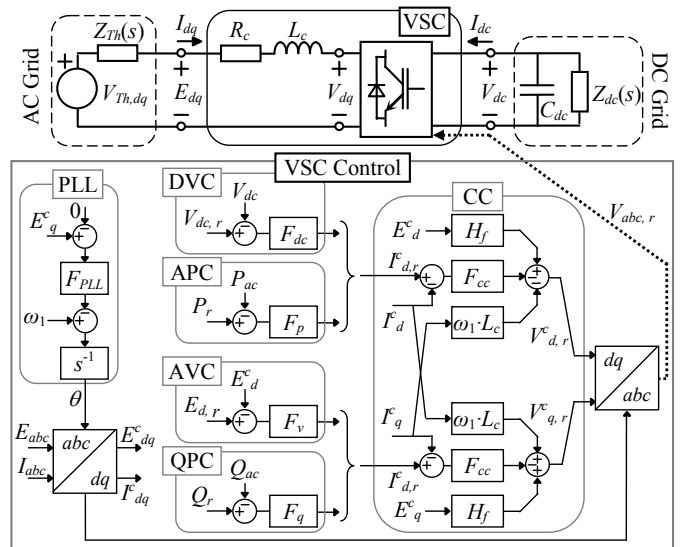 Z_Th(s)
I_dq
R_c
L_c
VSC
I_dc
AC Grid
V_Th,dq
E_dq
V_dq
V_dc
C_dc
Z_dc(s)
DC Grid
VSC Control
PLL
0
E^c_q
F_PLL
ω_1
s^-1
θ
E_abc
I_abc
abc
dq
E^c_dq
I^c_dq
DVC
V_dc
V_dc, r
F_dc
APC
P_ac
P_r
F_p
AVC
E^c_d
E_d, r
F_v
QPC
Q_ac
Q_r
F_q
CC
E^c_d
H_f
I^c_d,r
F_cc
I^c_d
ω_1·L_c
V^c_d, r
I^c_q
ω_1·L_c
V^c_q, r
I^c_d,r
F_cc
E^c_q
H_f
V_abc, r
dq
abc